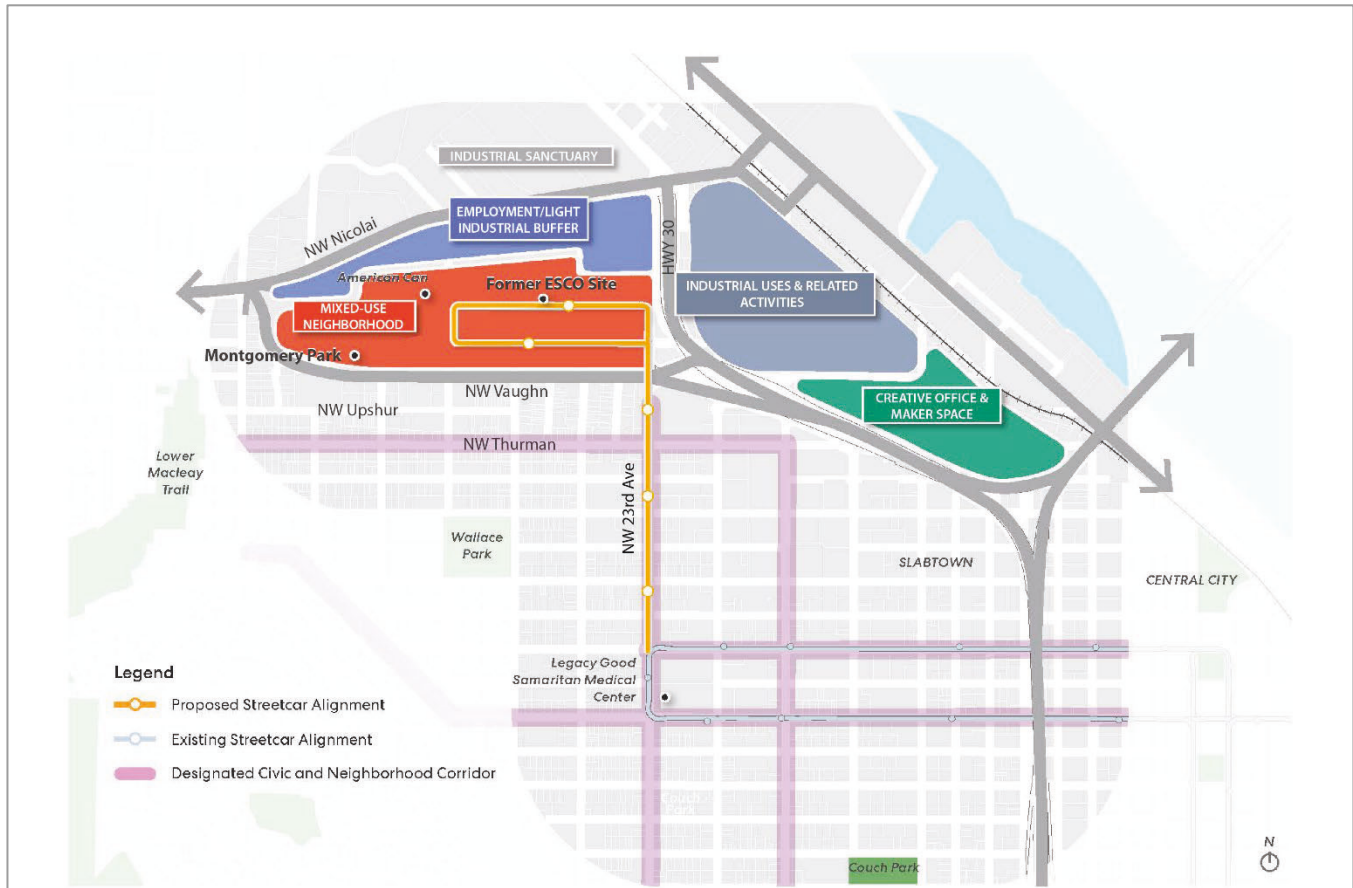 INDUSTRIAL SANCTUARY
EMPLOYMENT/LIGHT
INDUSTRIAL BUFFER
NW Nicolai
HWY 30
American Can
Former ESCO Site
INDUSTRIAL USES & RELATED
ACTIVITIES
MIXED-USE
NEIGHBORHOOD
Montgomery Park
NW Vaughn
CREATIVE OFFICE &
MAKER SPACE
NW Upshur
NW Thurman
Lower
Macleay
Trail
NW 23rd Ave
Wallace
Park
SLABTOWN
CENTRAL CITY
Legend
Proposed Streetcar Alignment
Existing Streetcar Alignment
Designated Civic and Neighborhood Corridor
Legacy Good
Samaritan Medical
Center
Couch
Park
Couch Park
N